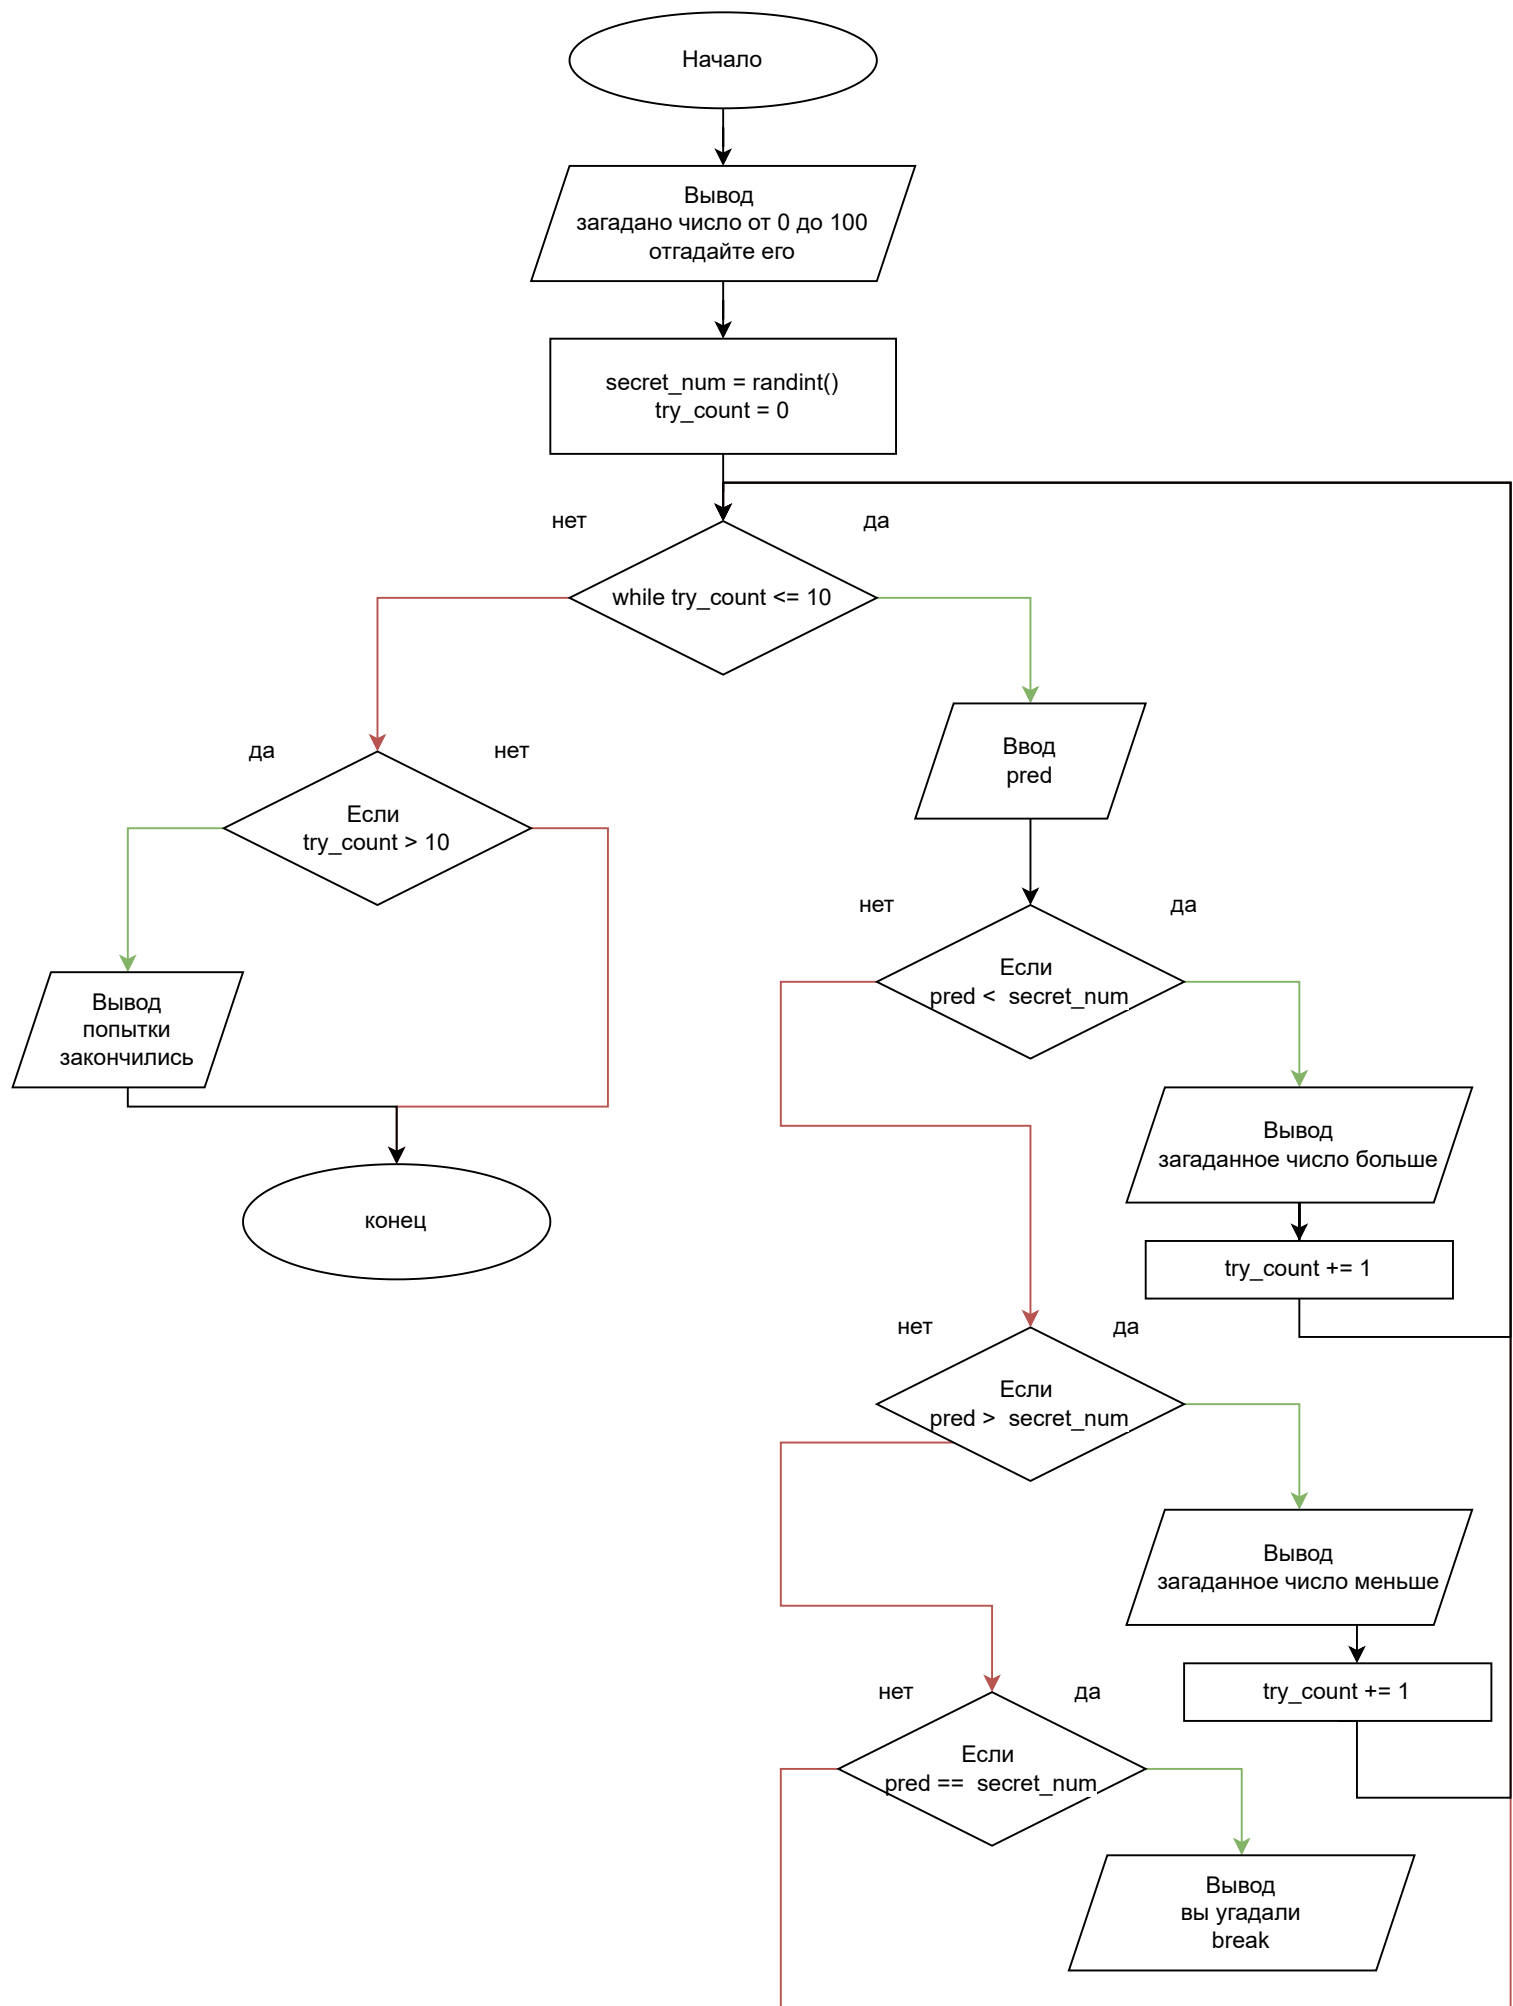 Начало
Вывод
загадано число от 0 до 100
отгадайте его
secret_num = randint()
try_count = 0
нет
да
while try_count <= 10
да
нет
Если
try_count > 10
Ввод
pred
нет
да
Если
pred < secret_num
Вывод
попытки
закончились
Вывод
загаданное число больше
конец
try_count += 1
нет
да
Если
pred > secret_num
Вывод
загаданное число меньше
нет
да
try_count += 1
Если
pred == secret_num
Вывод
вы угадали
break